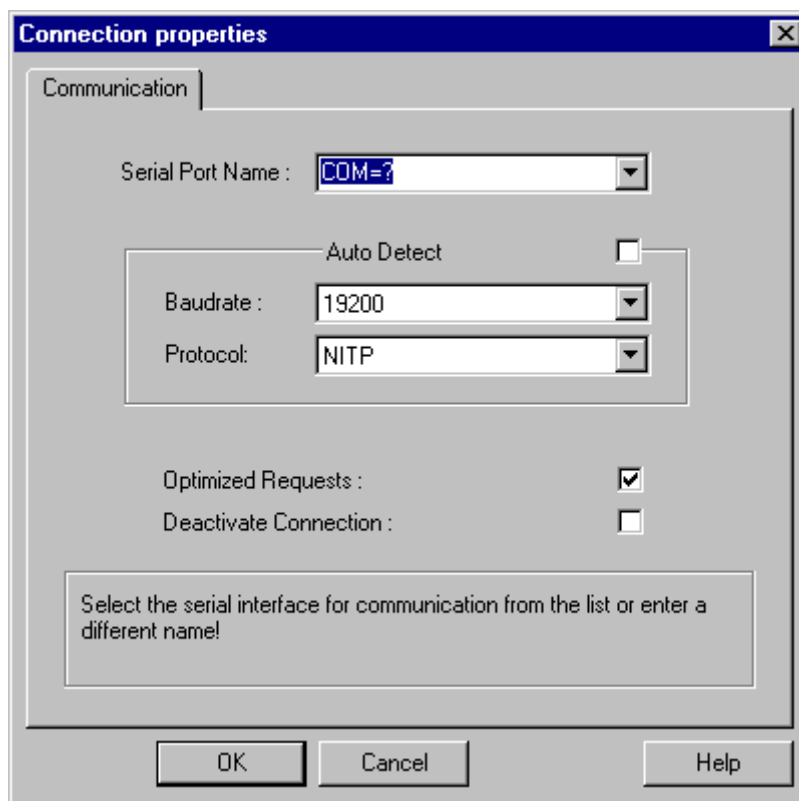 Connection properties
Communication
Serial Port Name : COM=?
Auto Detect
Baudrate : 19200
Protocol: NITP
Optimized Requests :
Deactivate Connection :
Select the serial interface for communication from the list or enter a
different name!
OK Cancel Help